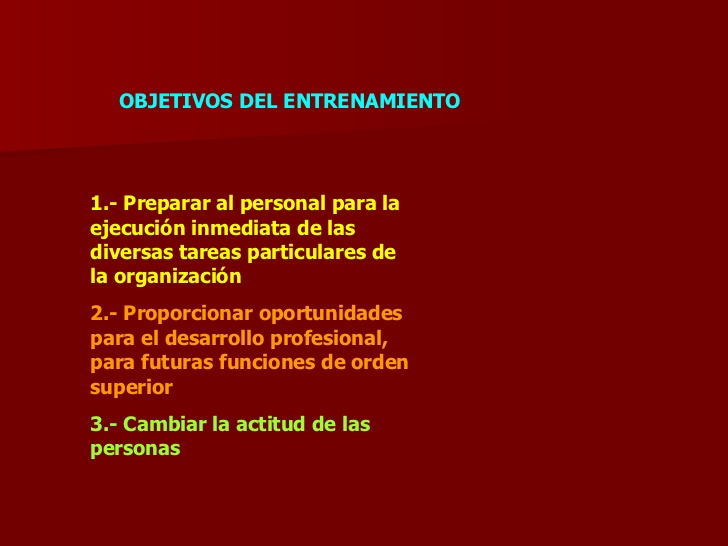 OBJETIVOS DEL ENTRENAMIENTO
1.- Preparar al personal para la
ejecución inmediata de las
diversas tareas particulares de
la organización
2.- Proporcionar oportunidades
para el desarrollo profesional,
para futuras funciones de orden
superior
3.- Cambiar la actitud de las
personas